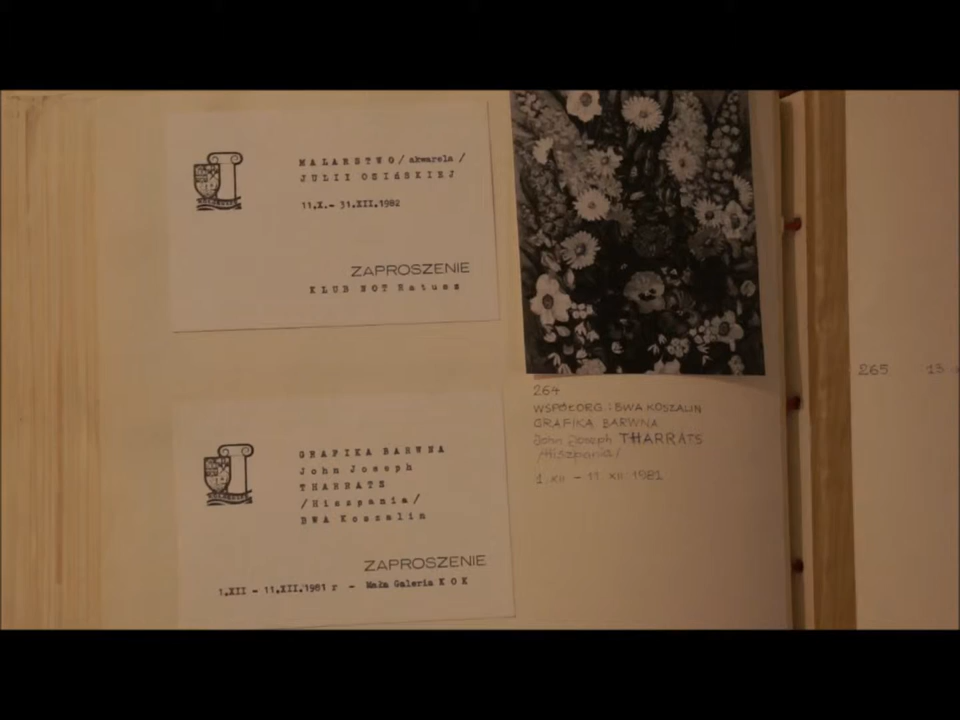 MALARSTWO/akwarela/
JULII OSIŃSKIEJ
11.X.- 31.XII.1982
ZAPROSZENIE
KLUB NOT Ratusz
GRAFIKA BARWNA
John Joseph
THARRATS
/Hiszpania/
BWA Koszalin
ZAPROSZENIE
1.XII - 11.XII.1981 r - Mała Galeria K O K
264
WSPÓŁORG : BWA KOSZALIN
GRAFIKA BARWNA
John Joseph THARRATS
/Hiszpania/
1. XII - 11 XII 1981
265 13